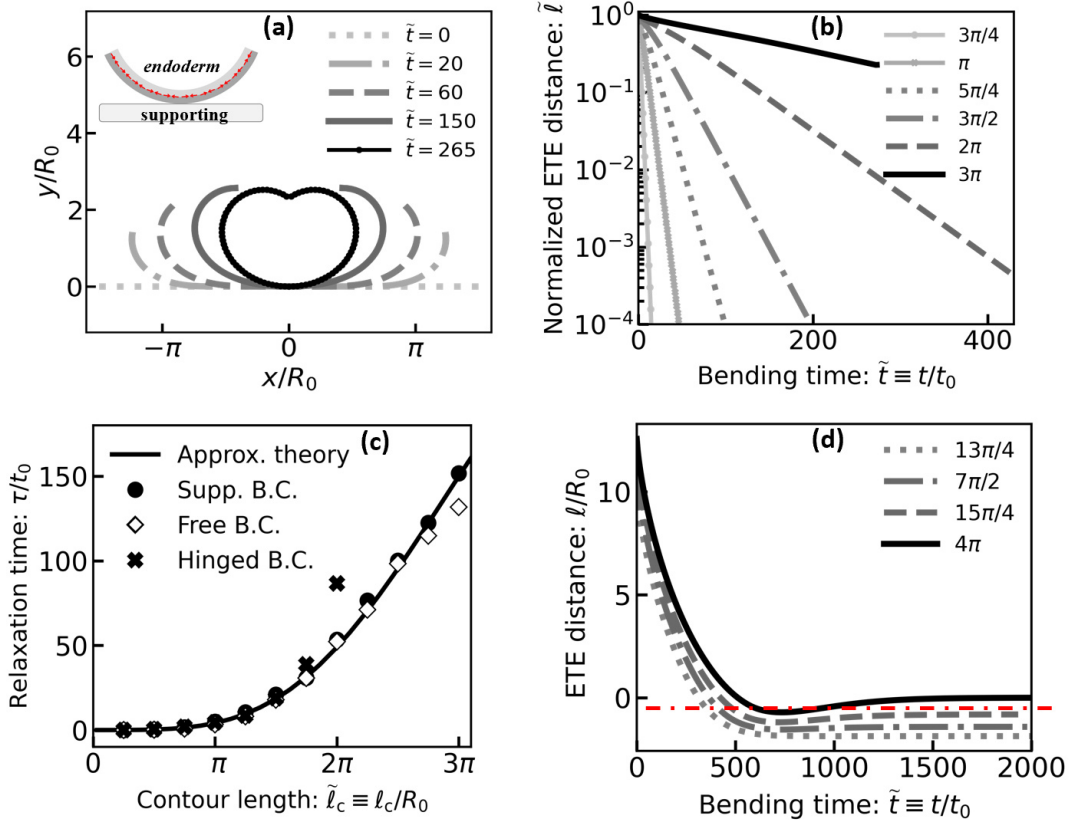 (a)
t̃ = 0
t̃ = 20
t̃ = 60
t̃ = 150
t̃ = 265
endoderm
supporting
y/R₀
6
4
2
0
−π
0
π
x/R₀
(b)
3π/4
π
5π/4
3π/2
2π
3π
Normalized ETE distance: ℓ̃
10⁰
10⁻¹
10⁻²
10⁻³
10⁻⁴
0
200
400
Bending time: t̃ ≡ t/t₀
(c)
Approx. theory
Supp. B.C.
Free B.C.
Hinged B.C.
Relaxation time: τ/t₀
150
100
50
0
0
π
2π
3π
Contour length: ℓ̃c ≡ ℓc/R₀
(d)
13π/4
7π/2
15π/4
4π
ETE distance: ℓ/R₀
10
5
0
0
500
1000
1500
2000
Bending time: t̃ ≡ t/t₀